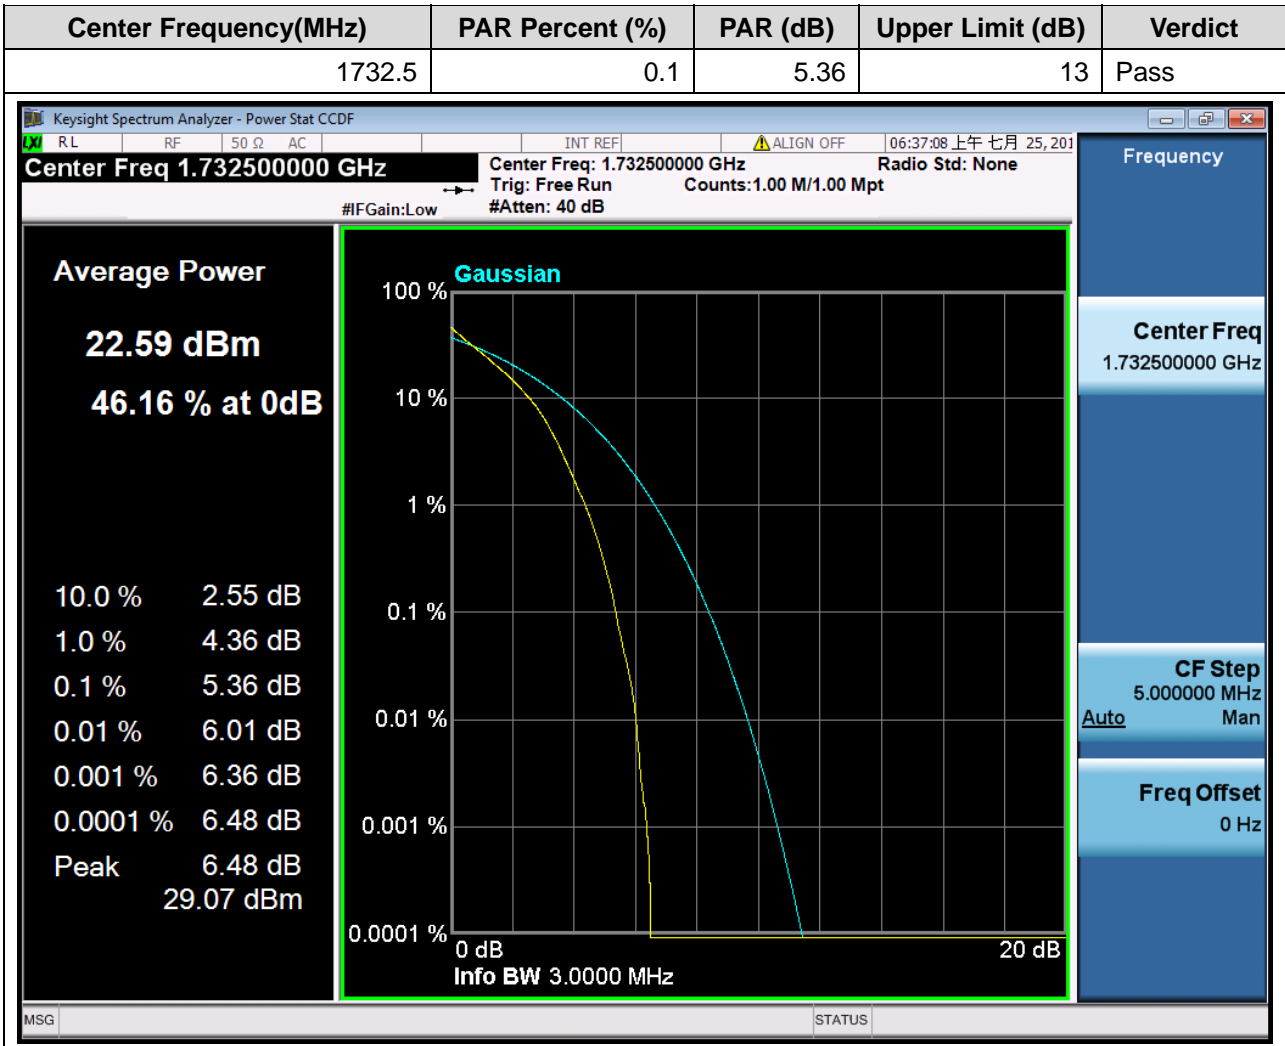 Center Frequency(MHz) PAR Percent (%) PAR (dB) Upper Limit (dB) Verdict
1732.5 0.1 5.36 13 Pass
Keysight Spectrum Analyzer - Power Stat CCDF
LXI RL RF 50 Ω AC INT REF ALIGN OFF 06:37:08 上午 七月 25, 201
Center Freq 1.732500000 GHz
Center Freq: 1.732500000 GHz Radio Std: None
Trig: Free Run Counts:1.00 M/1.00 Mpt
#IFGain:Low #Atten: 40 dB
Average Power
22.59 dBm
46.16 % at 0dB
10.0 % 2.55 dB
1.0 % 4.36 dB
0.1 % 5.36 dB
0.01 % 6.01 dB
0.001 % 6.36 dB
0.0001 % 6.48 dB
Peak 6.48 dB
29.07 dBm
Gaussian
100 %
10 %
1 %
0.1 %
0.01 %
0.001 %
0.0001 %
0 dB 20 dB
Info BW 3.0000 MHz
Frequency
Center Freq
1.732500000 GHz
CF Step
5.000000 MHz
Auto Man
Freq Offset
0 Hz
MSG STATUS